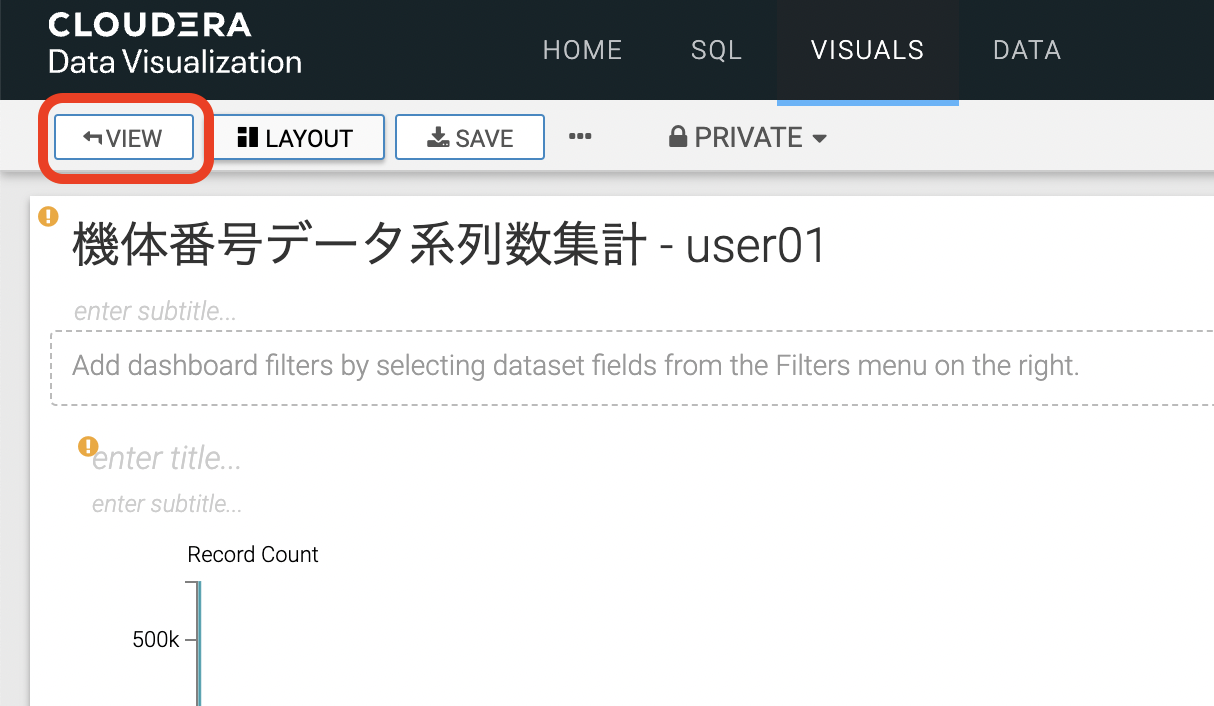 CLOUDERA
Data Visualization
HOME SQL VISUALS DATA
VIEW LAYOUT SAVE ••• PRIVATE
機体番号データ系列数集計 - user01
enter subtitle...
Add dashboard filters by selecting dataset fields from the Filters menu on the right.
enter title...
enter subtitle...
Record Count
500k